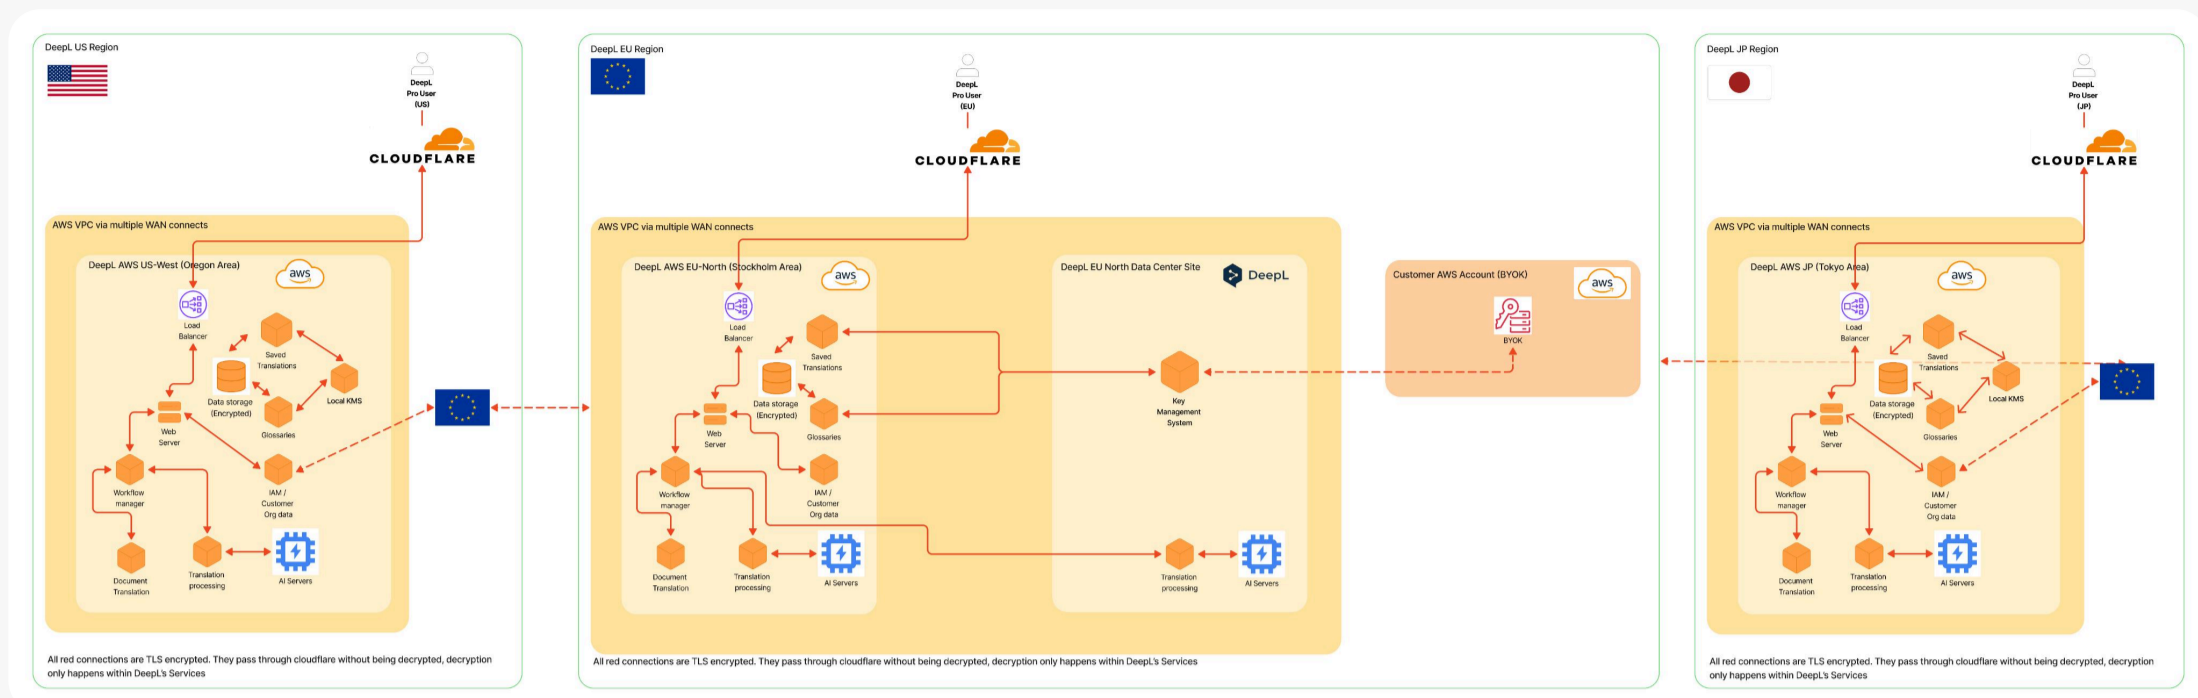 DeepL US Region
DeepL
Pro User
(US)
CLOUDFLARE
AWS VPC via multiple WAN connects
DeepL AWS US-West (Oregon Area)
aws
Load
Balancer
Saved
Translations
Data storage
(Encrypted)
Local KMS
Glossaries
Web
Server
Workflow
manager
IAM /
Customer
Org data
Document
Translation
Translation
processing
AI Servers
All red connections are TLS encrypted. They pass through cloudflare without being decrypted, decryption
only happens within DeepL's Services
DeepL EU Region
DeepL
Pro User
(EU)
CLOUDFLARE
AWS VPC via multiple WAN connects
DeepL AWS EU-North (Stockholm Area)
aws
Load
Balancer
Saved
Translations
Data storage
(Encrypted)
Glossaries
Web
Server
Workflow
manager
IAM /
Customer
Org data
Document
Translation
Translation
processing
AI Servers
DeepL EU North Data Center Site
DeepL
Key
Management
System
Translation
processing
AI Servers
Customer AWS Account (BYOK)
aws
BYOK
All red connections are TLS encrypted. They pass through cloudflare without being decrypted, decryption only happens within DeepL's Services
DeepL JP Region
DeepL
Pro User
(JP)
CLOUDFLARE
AWS VPC via multiple WAN connects
DeepL AWS JP (Tokyo Area)
aws
Load
Balancer
Saved
Translations
Data storage
(Encrypted)
Local KMS
Glossaries
Web
Server
Workflow
manager
IAM /
Customer
Org data
Document
Translation
Translation
processing
AI Servers
All red connections are TLS encrypted. They pass through cloudflare without being decrypted, decryption
only happens within DeepL's Services